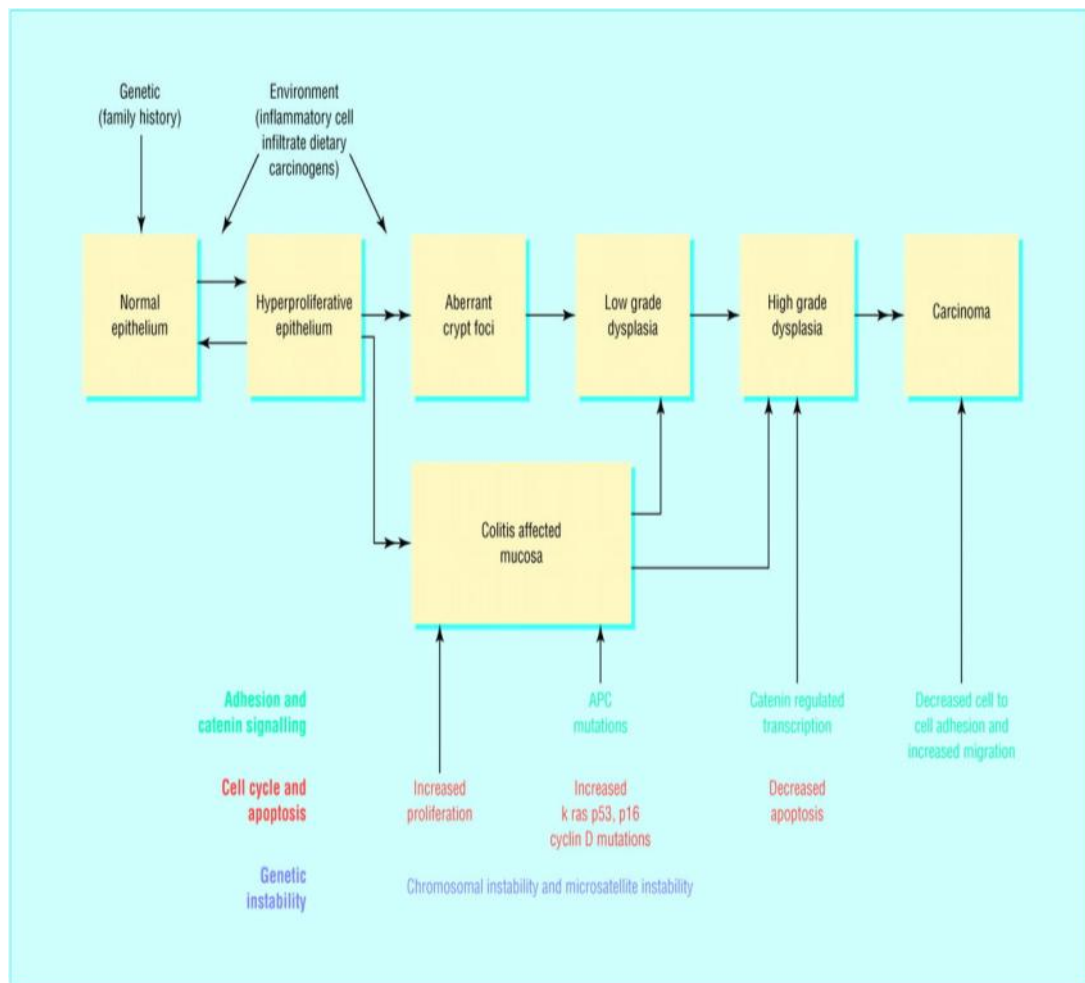 Genetic
(family history)
Environment
(inflammatory cell
infiltrate dietary
carcinogens)
Normal
epithelium
Hyperproliferative
epithelium
Aberrant
crypt foci
Low grade
dysplasia
High grade
dysplasia
Carcinoma
Colitis affected
mucosa
Adhesion and
catenin signalling
APC
mutations
Catenin regulated
transcription
Decreased cell to
cell adhesion and
increased migration
Cell cycle and
apoptosis
Increased
proliferation
Increased
k ras p53, p16
cyclin D mutations
Decreased
apoptosis
Genetic
instability
Chromosomal instability and microsatellite instability